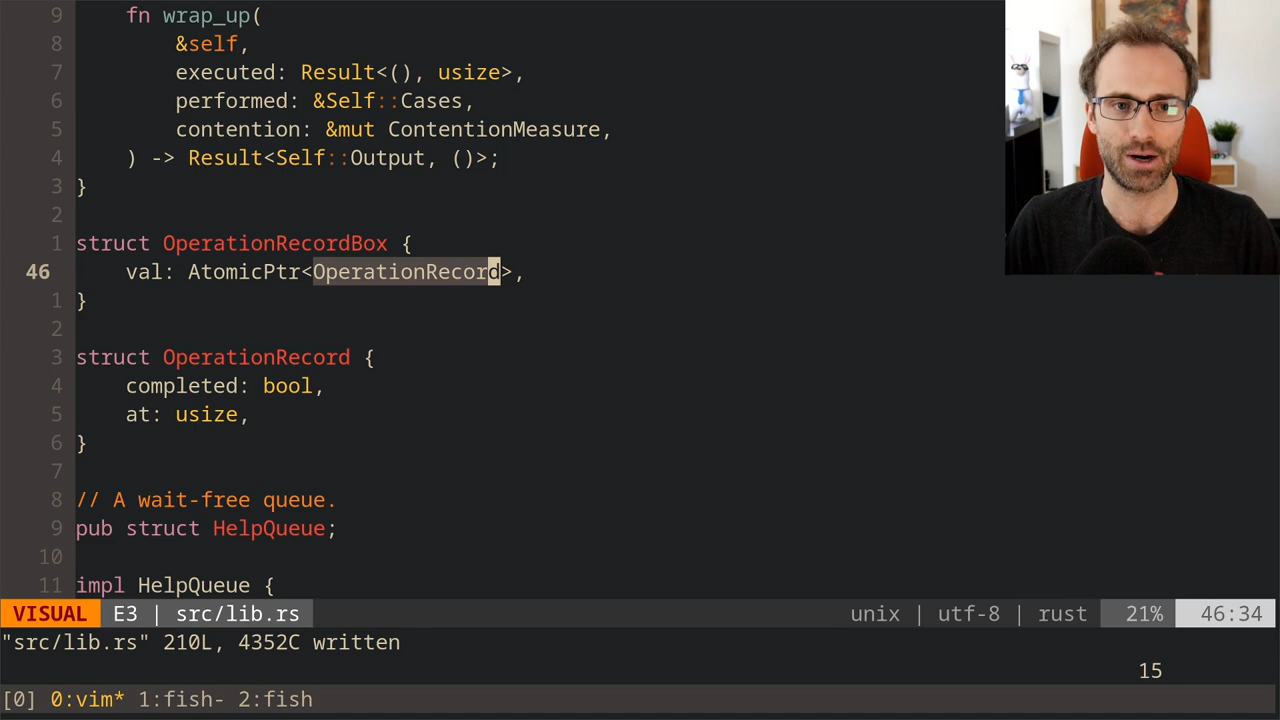 9     fn wrap_up(
8         &self,
7         executed: Result<(), usize>,
6         performed: &Self::Cases,
5         contention: &mut ContentionMeasure,
4     ) -> Result<Self::Output, ()>;
3 }
2
1 struct OperationRecordBox {
46     val: AtomicPtr<OperationRecord>,
1 }
2
3 struct OperationRecord {
4     completed: bool,
5     at: usize,
6 }
7
8 // A wait-free queue.
9 pub struct HelpQueue;
10
11 impl HelpQueue {
VISUAL E3 | src/lib.rs unix | utf-8 | rust 21% 46:34
"src/lib.rs" 210L, 4352C written
15
[0] 0:vim* 1:fish- 2:fish